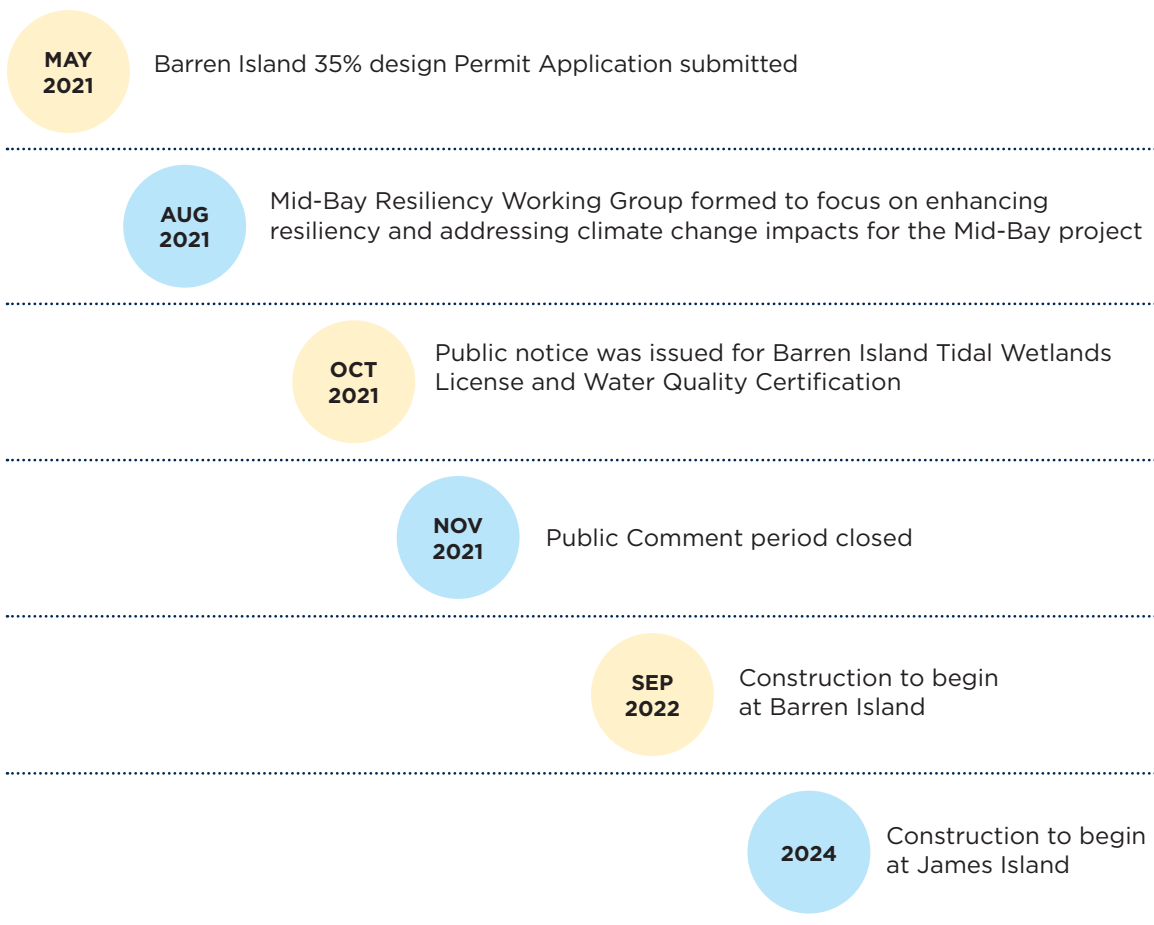 MAY
2021
Barren Island 35% design Permit Application submitted
AUG
2021
Mid-Bay Resiliency Working Group formed to focus on enhancing
resiliency and addressing climate change impacts for the Mid-Bay project
OCT
2021
Public notice was issued for Barren Island Tidal Wetlands
License and Water Quality Certification
NOV
2021
Public Comment period closed
SEP
2022
Construction to begin
at Barren Island
2024
Construction to begin
at James Island